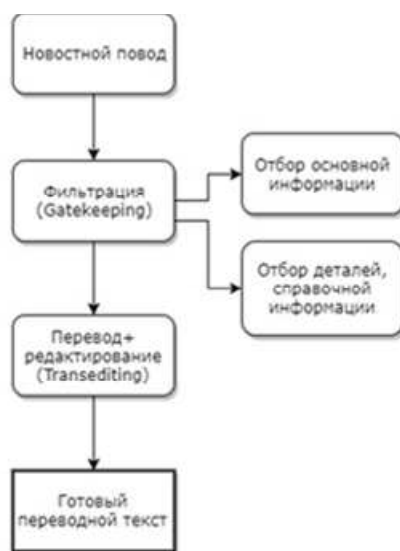 Новостной повод
Фильтрация
(Gatekeeping)
Отбор основной
информации
Отбор деталей,
справочной
информации
Перевод+
редактирование
(Transediting)
Готовый
переводной текст